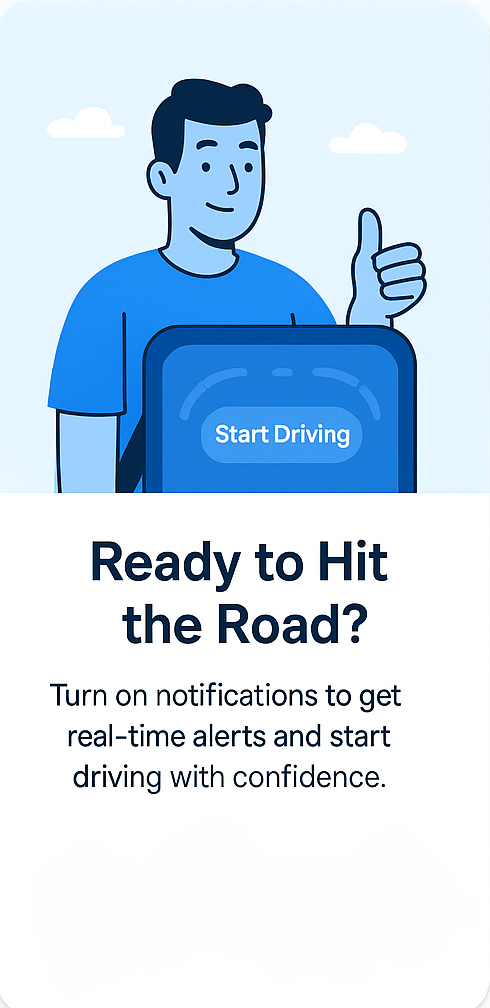 Start Driving
Ready to Hit
the Road?
Turn on notifications to get
real-time alerts and start
driving with confidence.